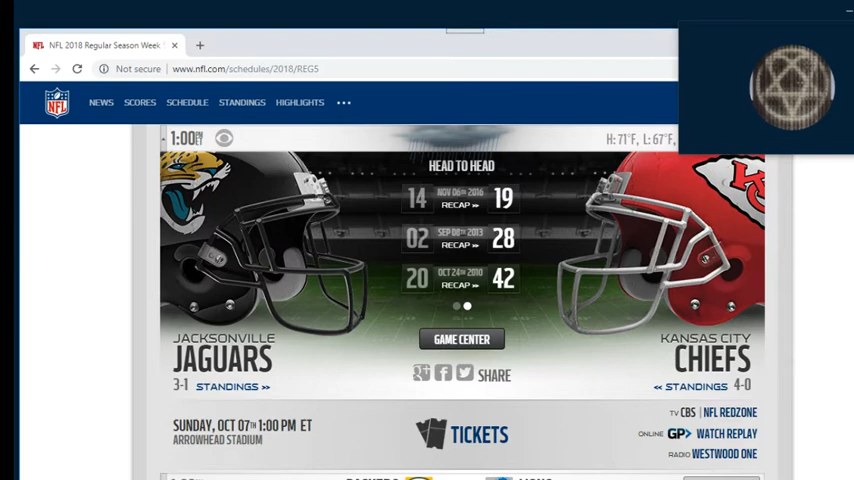 NFL 2018 Regular Season Week
Not secure www.nfl.com/schedules/2018/REG5
NFL NEWS SCORES SCHEDULE STANDINGS HIGHLIGHTS •••
1:00PM ET H: 71°F, L: 67°F,
HEAD TO HEAD
14 NOV 06TH 2016 19
RECAP »
02 SEP 08TH 2013 28
RECAP »
20 OCT 24TH 2010 42
RECAP »
GAME CENTER
JACKSONVILLE
JAGUARS
3-1 STANDINGS »
KANSAS CITY
CHIEFS
« STANDINGS 4-0
SHARE
SUNDAY, OCT 07TH 1:00 PM ET
ARROWHEAD STADIUM
TICKETS
TV CBS | NFL REDZONE
ONLINE GP> WATCH REPLAY
RADIO WESTWOOD ONE